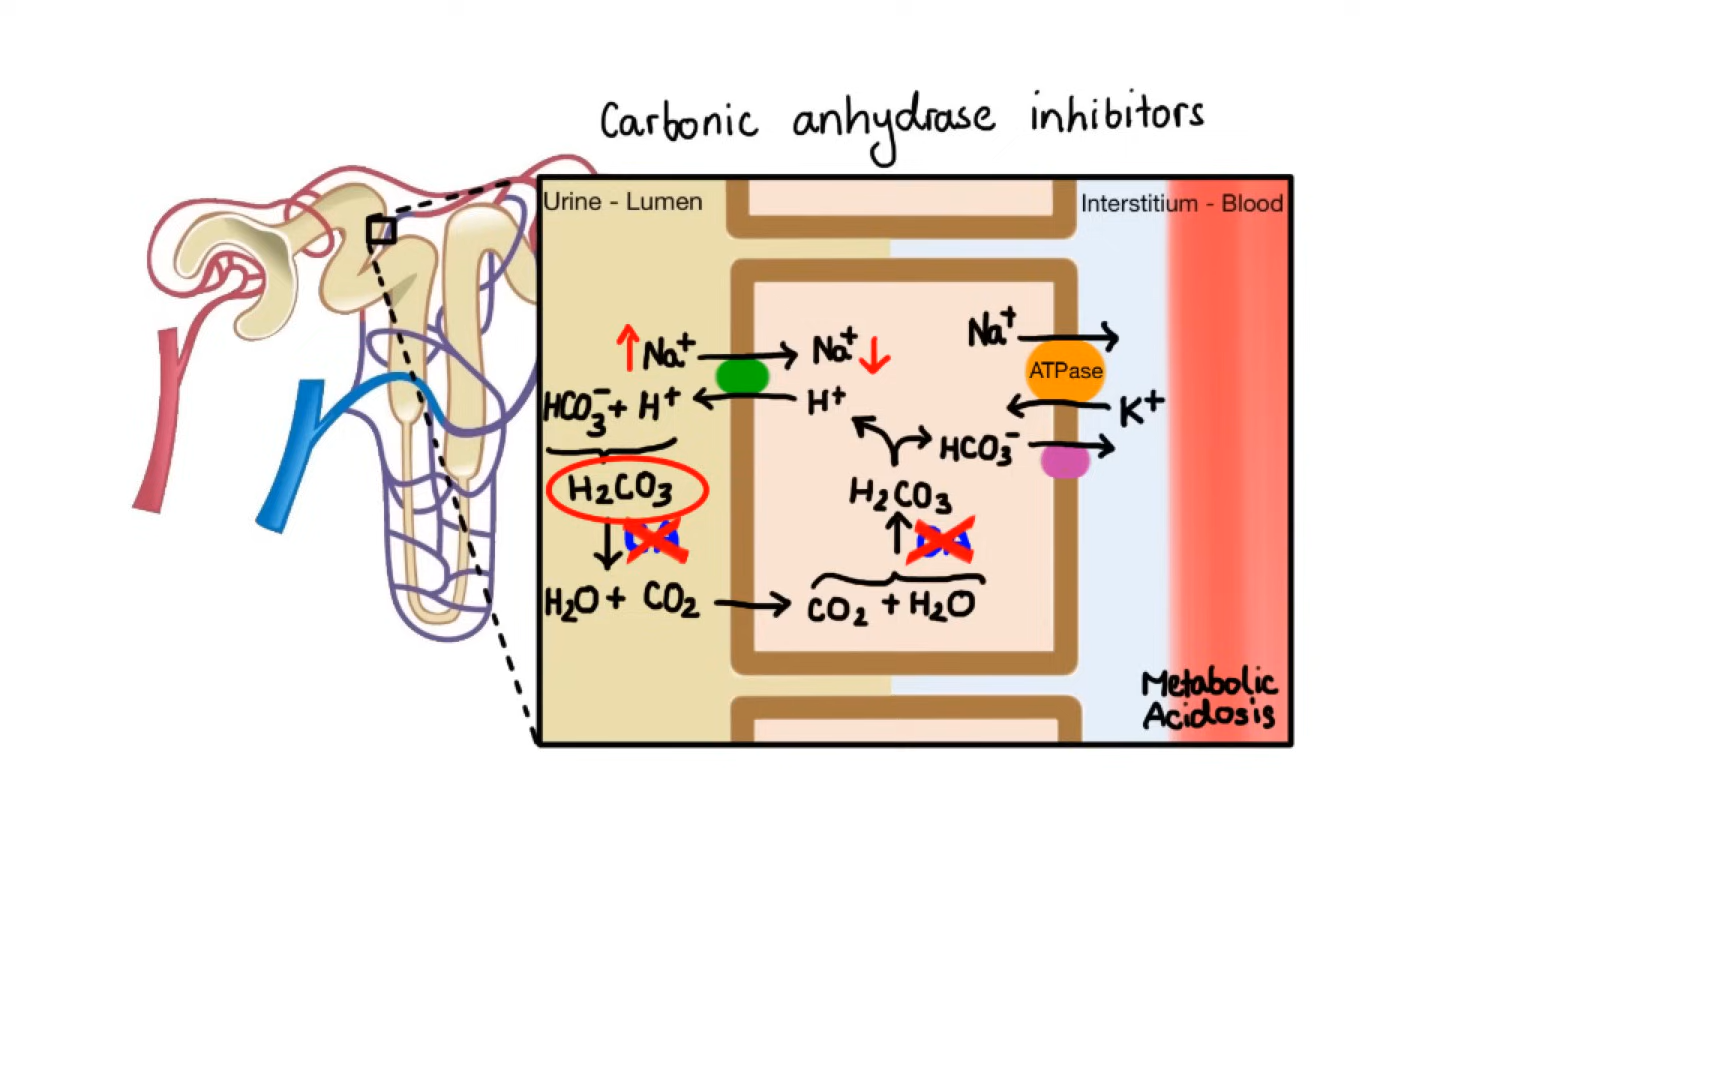 Carbonic anhydrase inhibitors
Urine - Lumen
Interstitium - Blood
Na⁺
Na⁺
Na⁺
ATPase
HCO₃⁻ + H⁺
H⁺
K⁺
HCO₃⁻
H₂CO₃
H₂CO₃
H₂O + CO₂
CO₂ + H₂O
Metabolic
Acidosis